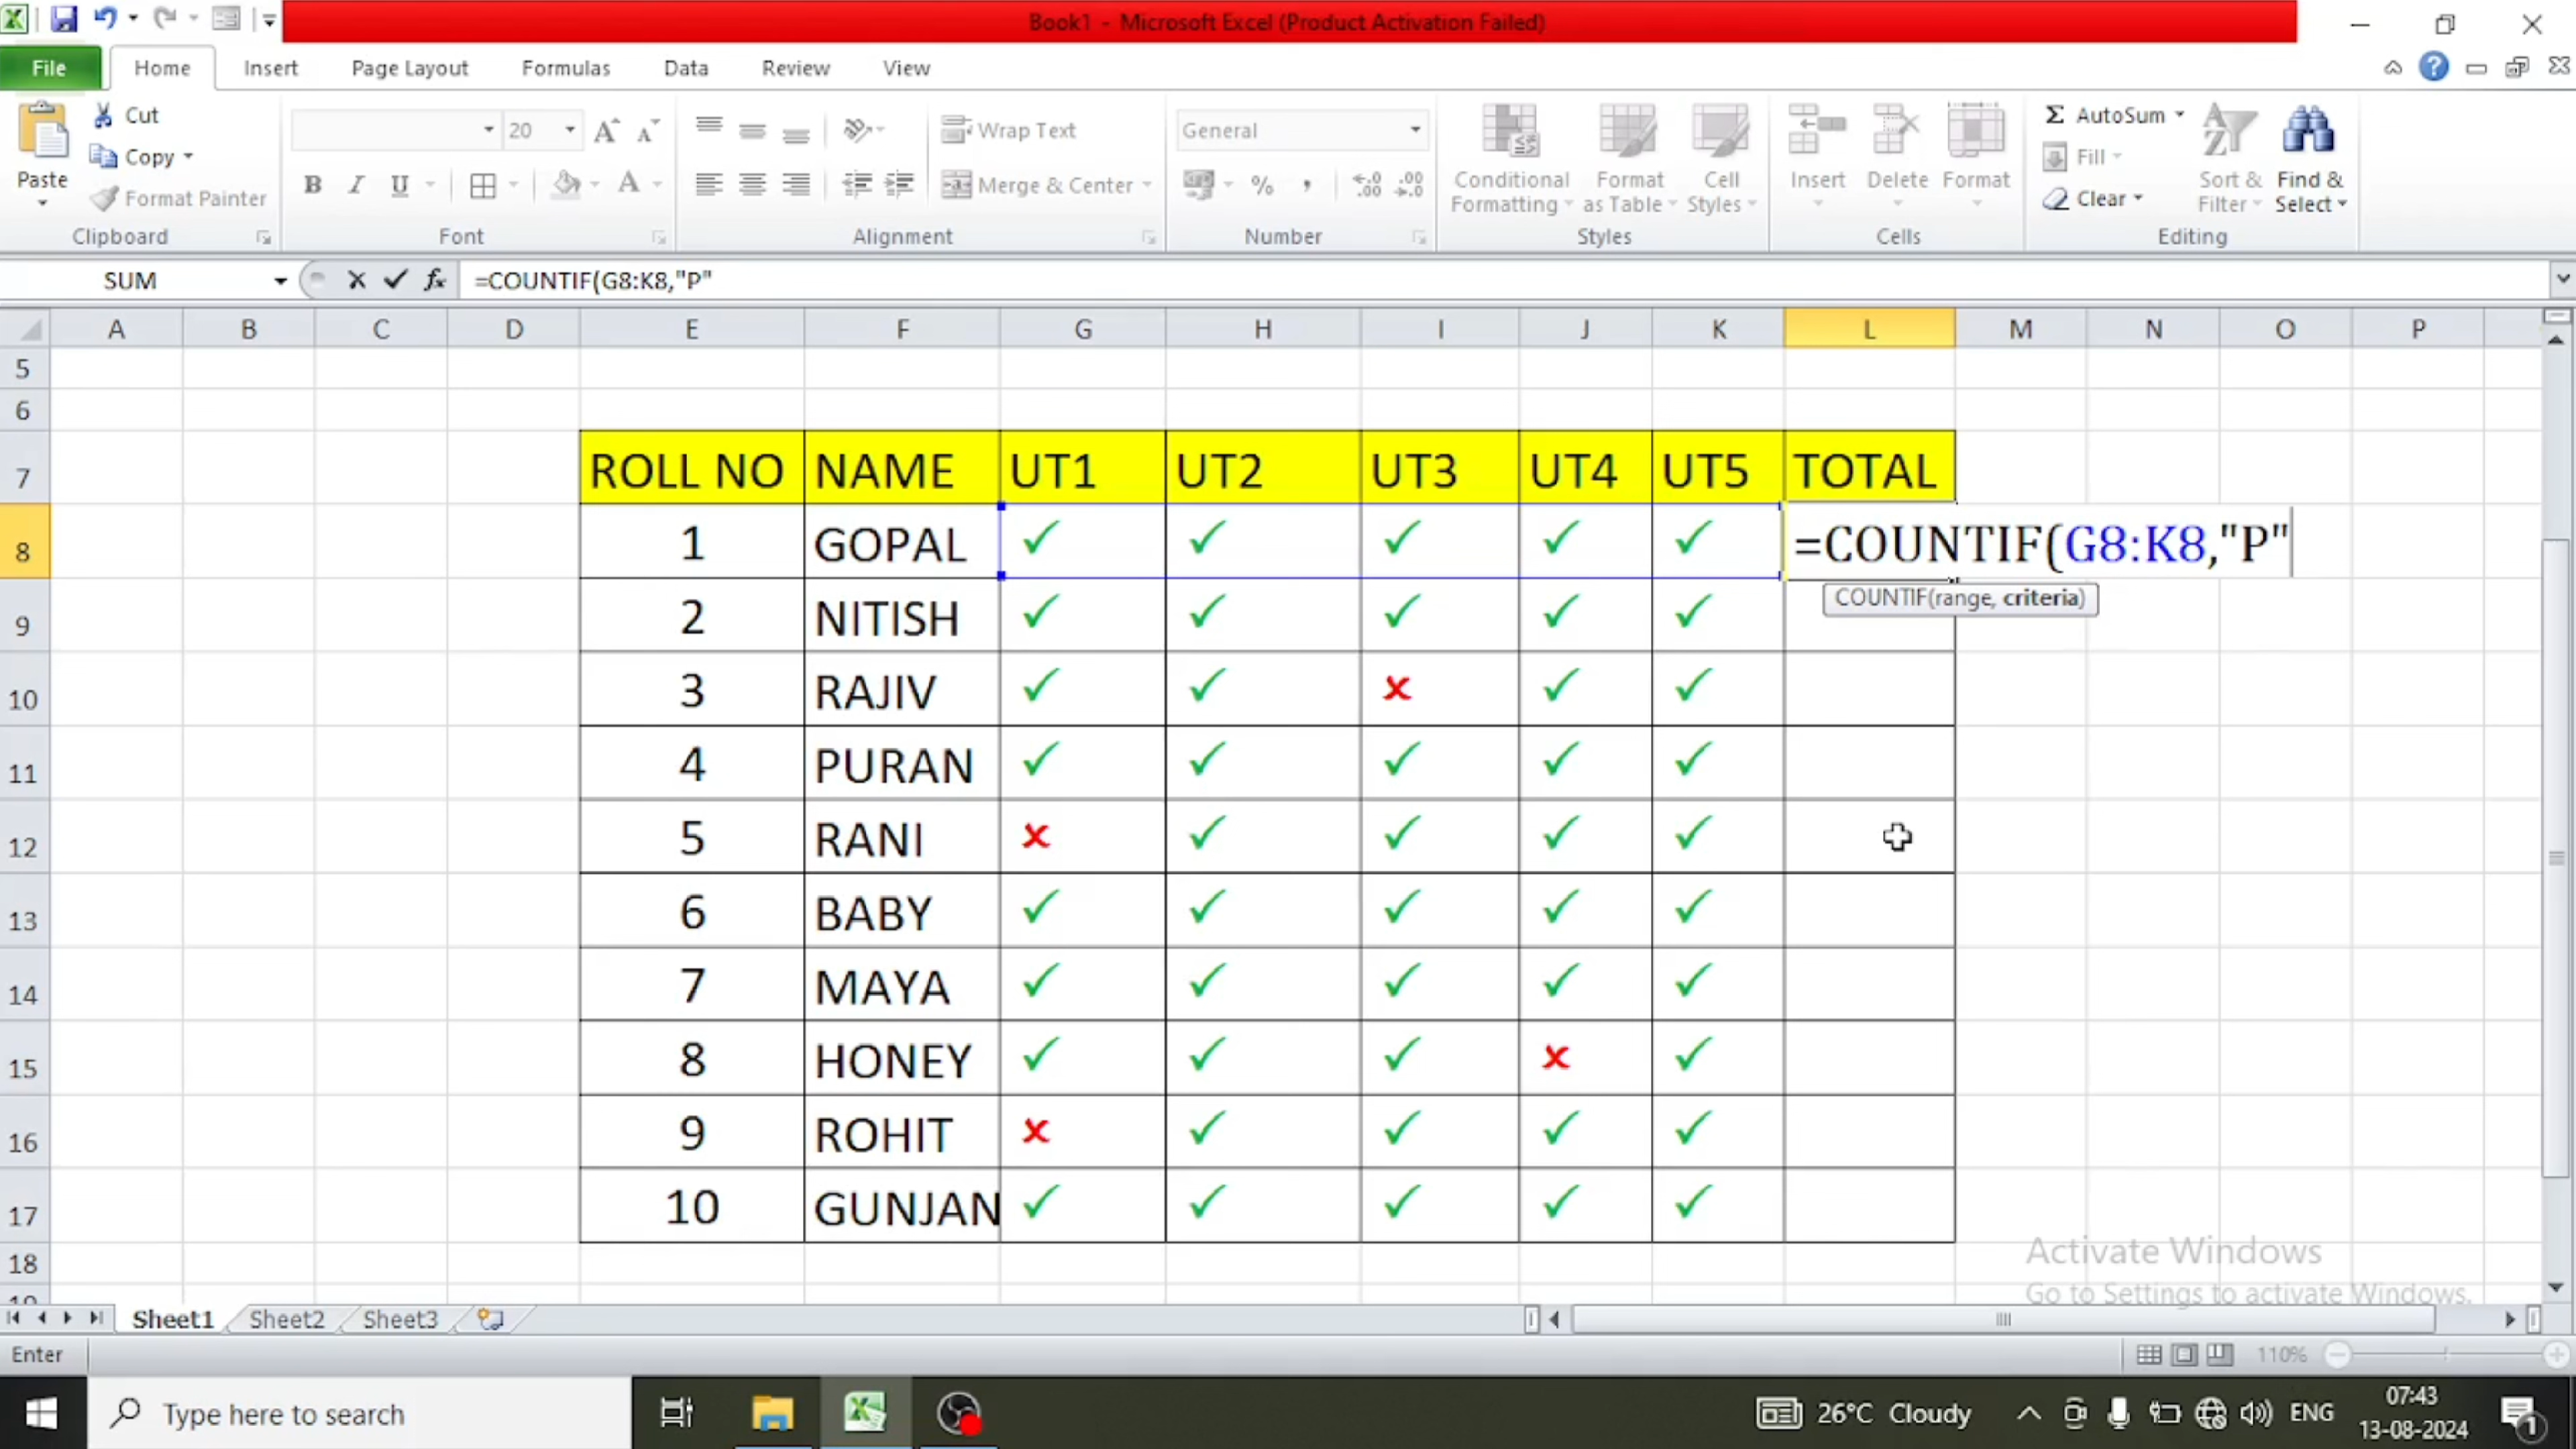 Book1 - Microsoft Excel (Product Activation Failed)
File Home Insert Page Layout Formulas Data Review View
Paste Cut Copy Format Painter
20 B I U A
Wrap Text Merge & Center
General % ,
Conditional Formatting Format as Table Cell Styles
Insert Delete Format
Σ AutoSum Fill Clear
Sort & Filter Find & Select
Clipboard Font Alignment Number Styles Cells Editing
SUM fx =COUNTIF(G8:K8,"P"
A B C D E F G H I J K L M N O P
5
6
7 ROLL NO NAME UT1 UT2 UT3 UT4 UT5 TOTAL
8 1 GOPAL ✓ ✓ ✓ ✓ ✓ =COUNTIF(G8:K8,"P"
COUNTIF(range, criteria)
9 2 NITISH ✓ ✓ ✓ ✓ ✓
10 3 RAJIV ✓ ✓ ✗ ✓ ✓
11 4 PURAN ✓ ✓ ✓ ✓ ✓
12 5 RANI ✗ ✓ ✓ ✓ ✓
13 6 BABY ✓ ✓ ✓ ✓ ✓
14 7 MAYA ✓ ✓ ✓ ✓ ✓
15 8 HONEY ✓ ✓ ✓ ✗ ✓
16 9 ROHIT ✗ ✓ ✓ ✓ ✓
17 10 GUNJAN ✓ ✓ ✓ ✓ ✓
18
Activate Windows
Go to Settings to activate Windows.
Sheet1 Sheet2 Sheet3
Enter 110%
Type here to search
26°C Cloudy ENG
07:43
13-08-2024
1